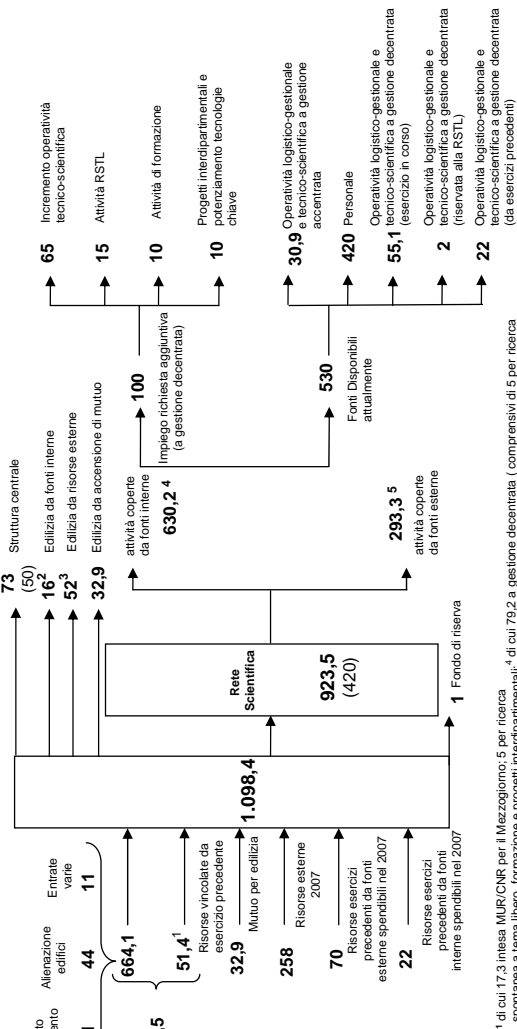 Alienazione
edifici
44
Entrate
varie
11
664,1
51,4¹
Risorse vincolate da
esercizio precedente
32,9
Mutuo per edilizia
258
Risorse esterne
2007
70
Risorse esercizi
precedenti da fonti
esterne spendibili nel 2007
22
Risorse esercizi
precedenti da fonti
interne spendibili nel 2007
1.098,4
73
(50)
Struttura centrale
16²
Edilizia da fonti interne
52³
Edilizia da risorse esterne
32,9
Edilizia da accensione di mutuo
Rete
Scientifica
923,5
(420)
1 Fondo di riserva
attività coperte
da fonti interne
630,2 ⁴
293,3 ⁵
attività coperte
da fonti esterne
100
Impiego richiesta aggiuntiva
(a gestione decentrata)
530
Fonti Disponibili
attualmente
65
Incremento operatività
tecnico-scientifica
15
Attività RSTL
10
Attività di formazione
10
Progetti interdipartimentali e
potenziamento tecnologie
chiave
30,9
Operatività logistico-gestionale
e tecnico-scientifica a gestione
accentrata
420
Personale
55,1
Operatività logistico-gestionale e
tecnico-scientifica a gestione decentrata
(esercizio in corso)
2
Operatività logistico-gestionale e
tecnico-scientifica a gestione decentrata
(riservata alla RSTL)
22
Operatività logistico-gestionale e
tecnico-scientifica a gestione decentrata
(da esercizi precedenti)
¹ di cui 17,3 intesa MUR/CNR per il Mezzogiorno; 5 per ricerca
spontanea a tema libero, formazione e progetti interdipartimentali; ⁴ di cui 79,2 a gestione decentrata ( comprensivi di 5 per ricerca